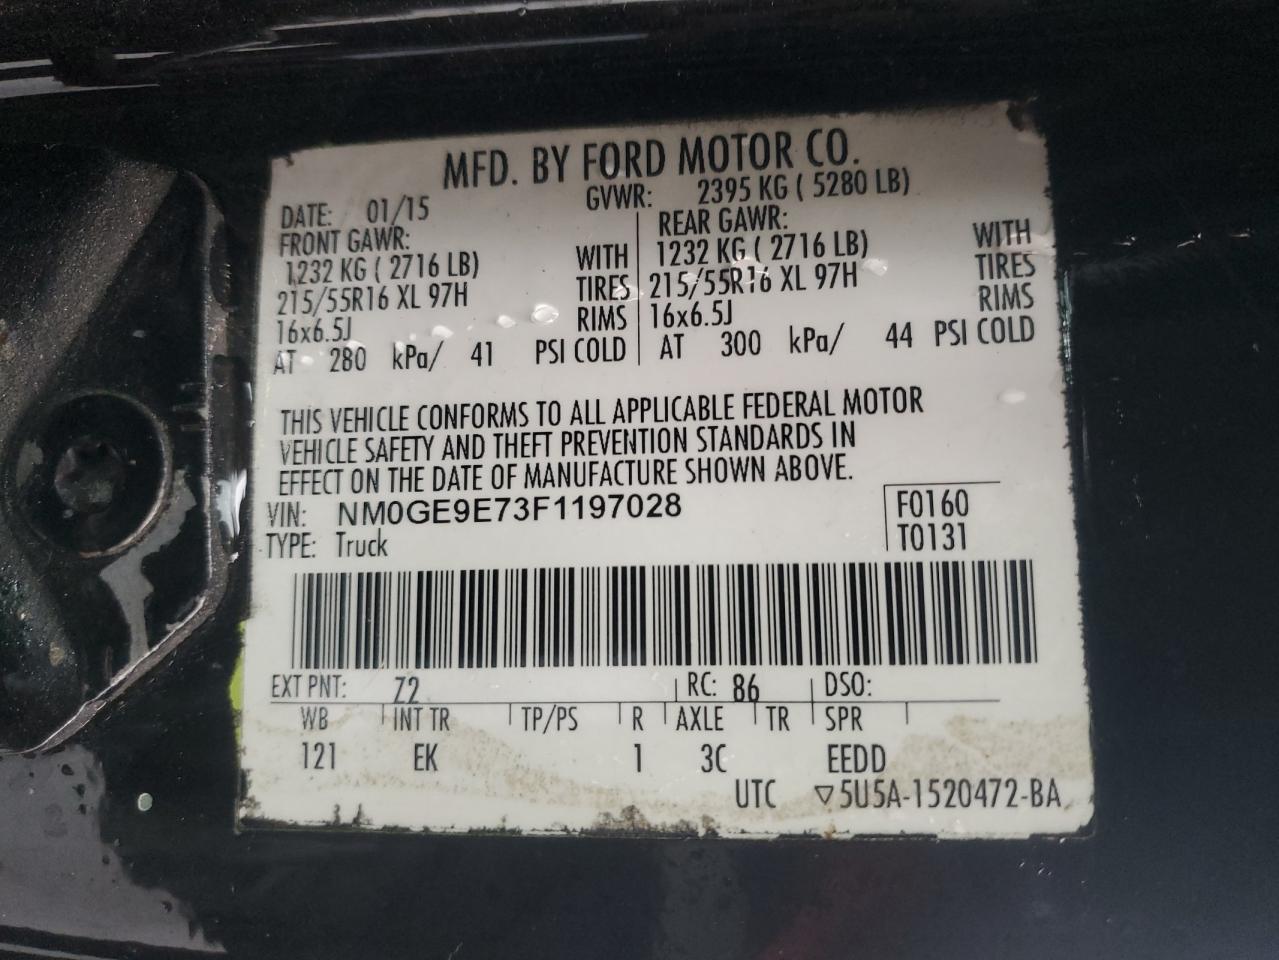 MFD. BY FORD MOTOR CO.
DATE: 01/15 GVWR: 2395 KG ( 5280 LB)
FRONT GAWR: REAR GAWR:
1232 KG ( 2716 LB) WITH 1232 KG ( 2716 LB) WITH
215/55R16 XL 97H TIRES 215/55R16 XL 97H TIRES
16x6.5J RIMS 16x6.5J RIMS
AT 280 kPa/ 41 PSI COLD AT 300 kPa/ 44 PSI COLD
THIS VEHICLE CONFORMS TO ALL APPLICABLE FEDERAL MOTOR
VEHICLE SAFETY AND THEFT PREVENTION STANDARDS IN
EFFECT ON THE DATE OF MANUFACTURE SHOWN ABOVE.
VIN: NM0GE9E73F1197028 F0160
TYPE: Truck T0131
EXT PNT: Z2 RC: 86 DSO:
WB INT TR TP/PS R AXLE TR SPR
121 EK 1 3C EEDD
UTC ▽5U5A-1520472-BA